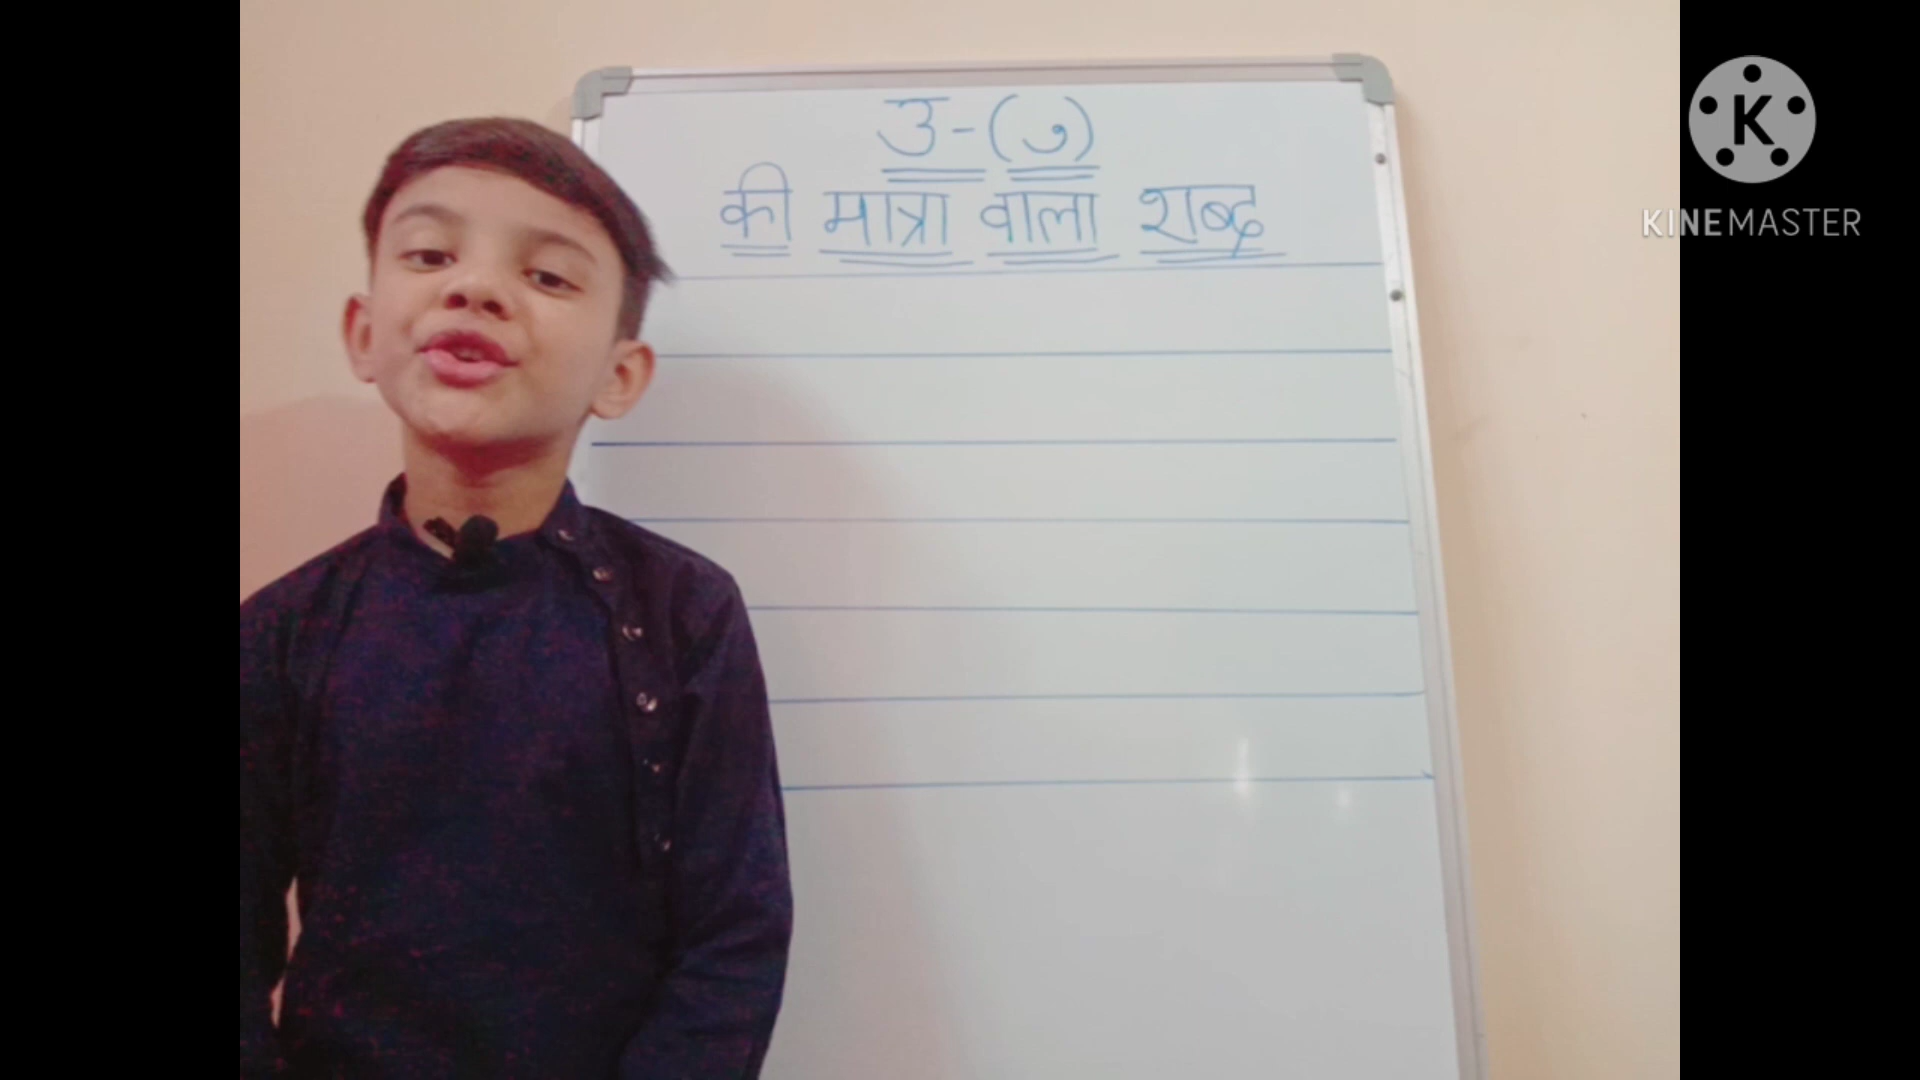 उ-( ु)
की मात्रा वाला शब्द
K
KINEMASTER